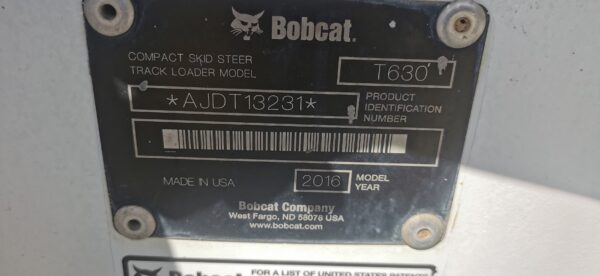 Bobcat.
COMPACT SKID STEER
TRACK LOADER MODEL
T630
*AJDT13231*
PRODUCT
IDENTIFICATION
NUMBER
MADE IN USA
2016
MODEL
YEAR
Bobcat Company
West Fargo, ND 58078 USA
www.bobcat.com
Bobcat
FOR A LIST OF UNITED STATES PATENTS